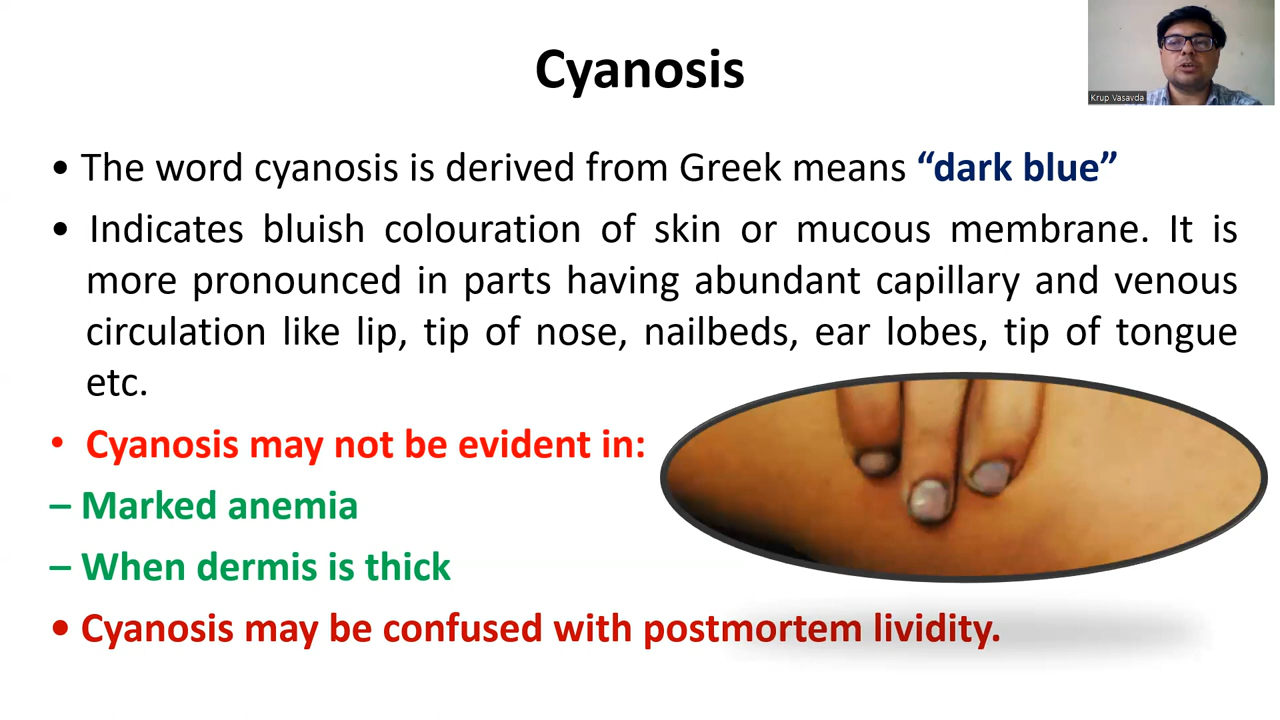 Cyanosis
Krup Vasavda
• The word cyanosis is derived from Greek means “dark blue”
• Indicates bluish colouration of skin or mucous membrane. It is
more pronounced in parts having abundant capillary and venous
circulation like lip, tip of nose, nailbeds, ear lobes, tip of tongue
etc.
• Cyanosis may not be evident in:
– Marked anemia
– When dermis is thick
• Cyanosis may be confused with postmortem lividity.